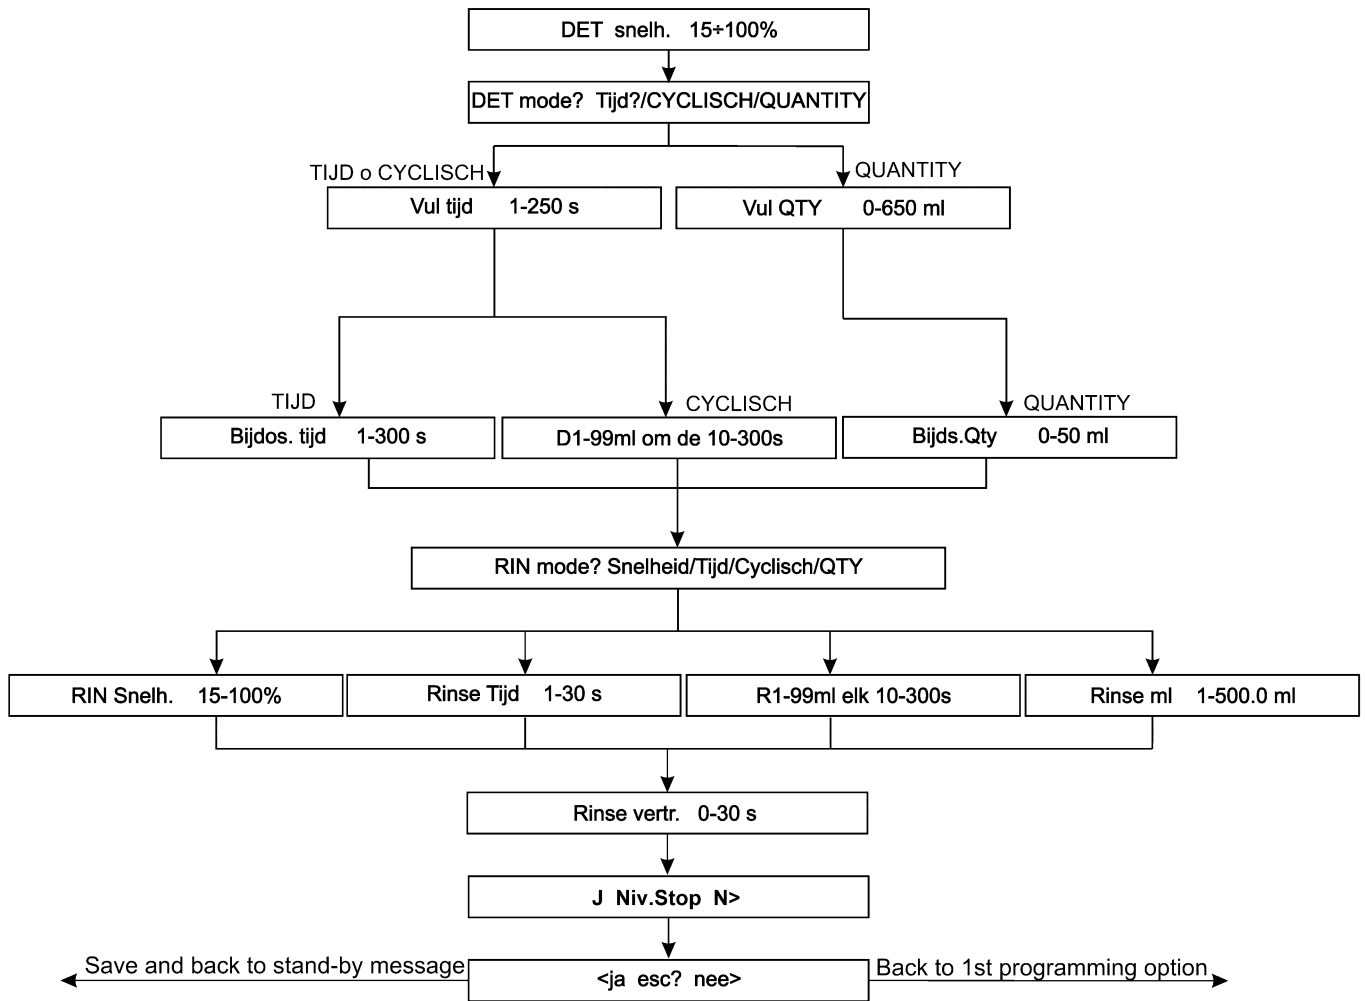 DET snelh. 15÷100%
DET mode? Tijd?/CYCLISCH/QUANTITY
TIJD o CYCLISCH
QUANTITY
Vul tijd 1-250 s
Vul QTY 0-650 ml
TIJD
CYCLISCH
QUANTITY
Bijdos. tijd 1-300 s
D1-99ml om de 10-300s
Bijds.Qty 0-50 ml
RIN mode? Snelheid/Tijd/Cyclisch/QTY
RIN Snelh. 15-100%
Rinse Tijd 1-30 s
R1-99ml elk 10-300s
Rinse ml 1-500.0 ml
Rinse vertr. 0-30 s
J Niv.Stop N>
Save and back to stand-by message
<ja esc? nee>
Back to 1st programming option